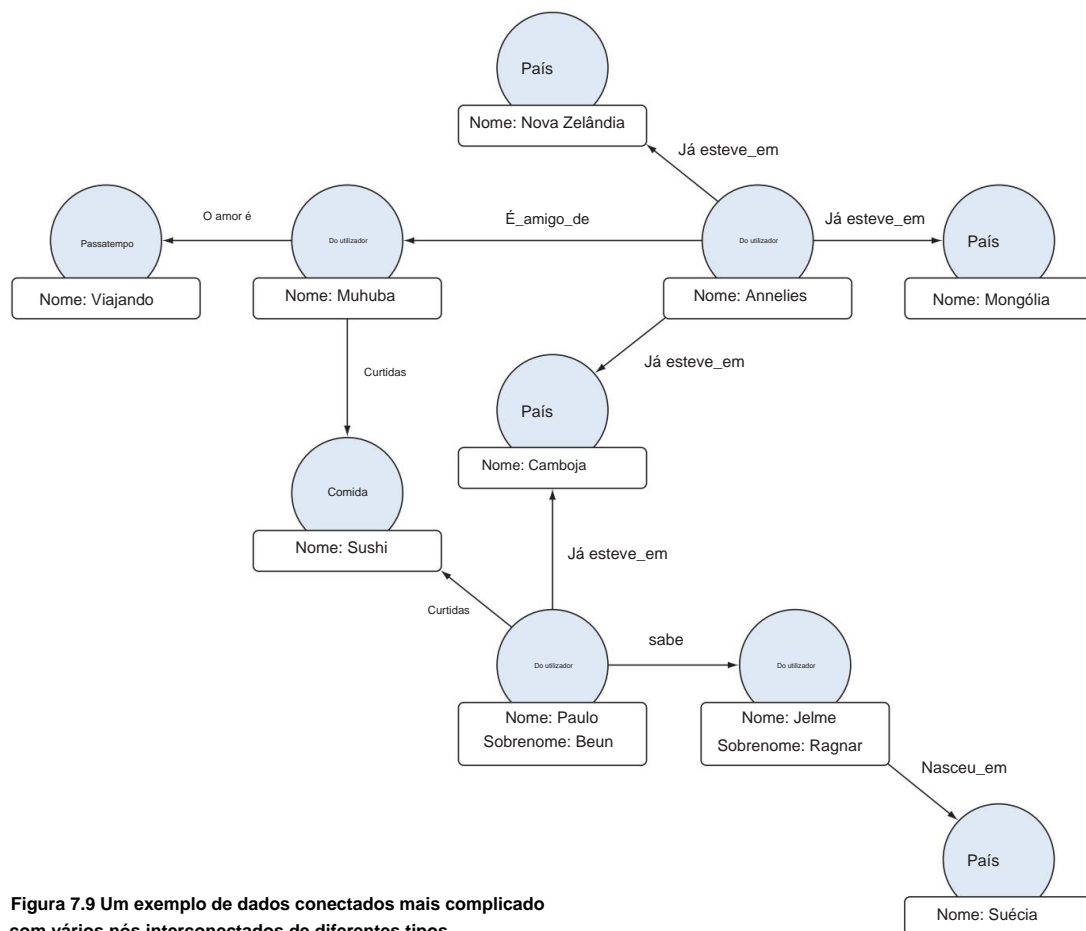 País
Nome: Nova Zelândia
Já esteve_em
O amor é
É_amigo_de
Já esteve_em
Passatempo
Do utilizador
Do utilizador
País
Nome: Viajando
Nome: Muhuba
Nome: Annelies
Nome: Mongólia
Já esteve_em
Curtidas
País
Nome: Camboja
Comida
Nome: Sushi
Já esteve_em
Curtidas
sabe
Do utilizador
Do utilizador
Nome: Paulo
Sobrenome: Beun
Nome: Jelme
Sobrenome: Ragnar
Nasceu_em
País
Nome: Suécia
Figura 7.9 Um exemplo de dados conectados mais complicado
com vários nós interconectados de diferentes tipos